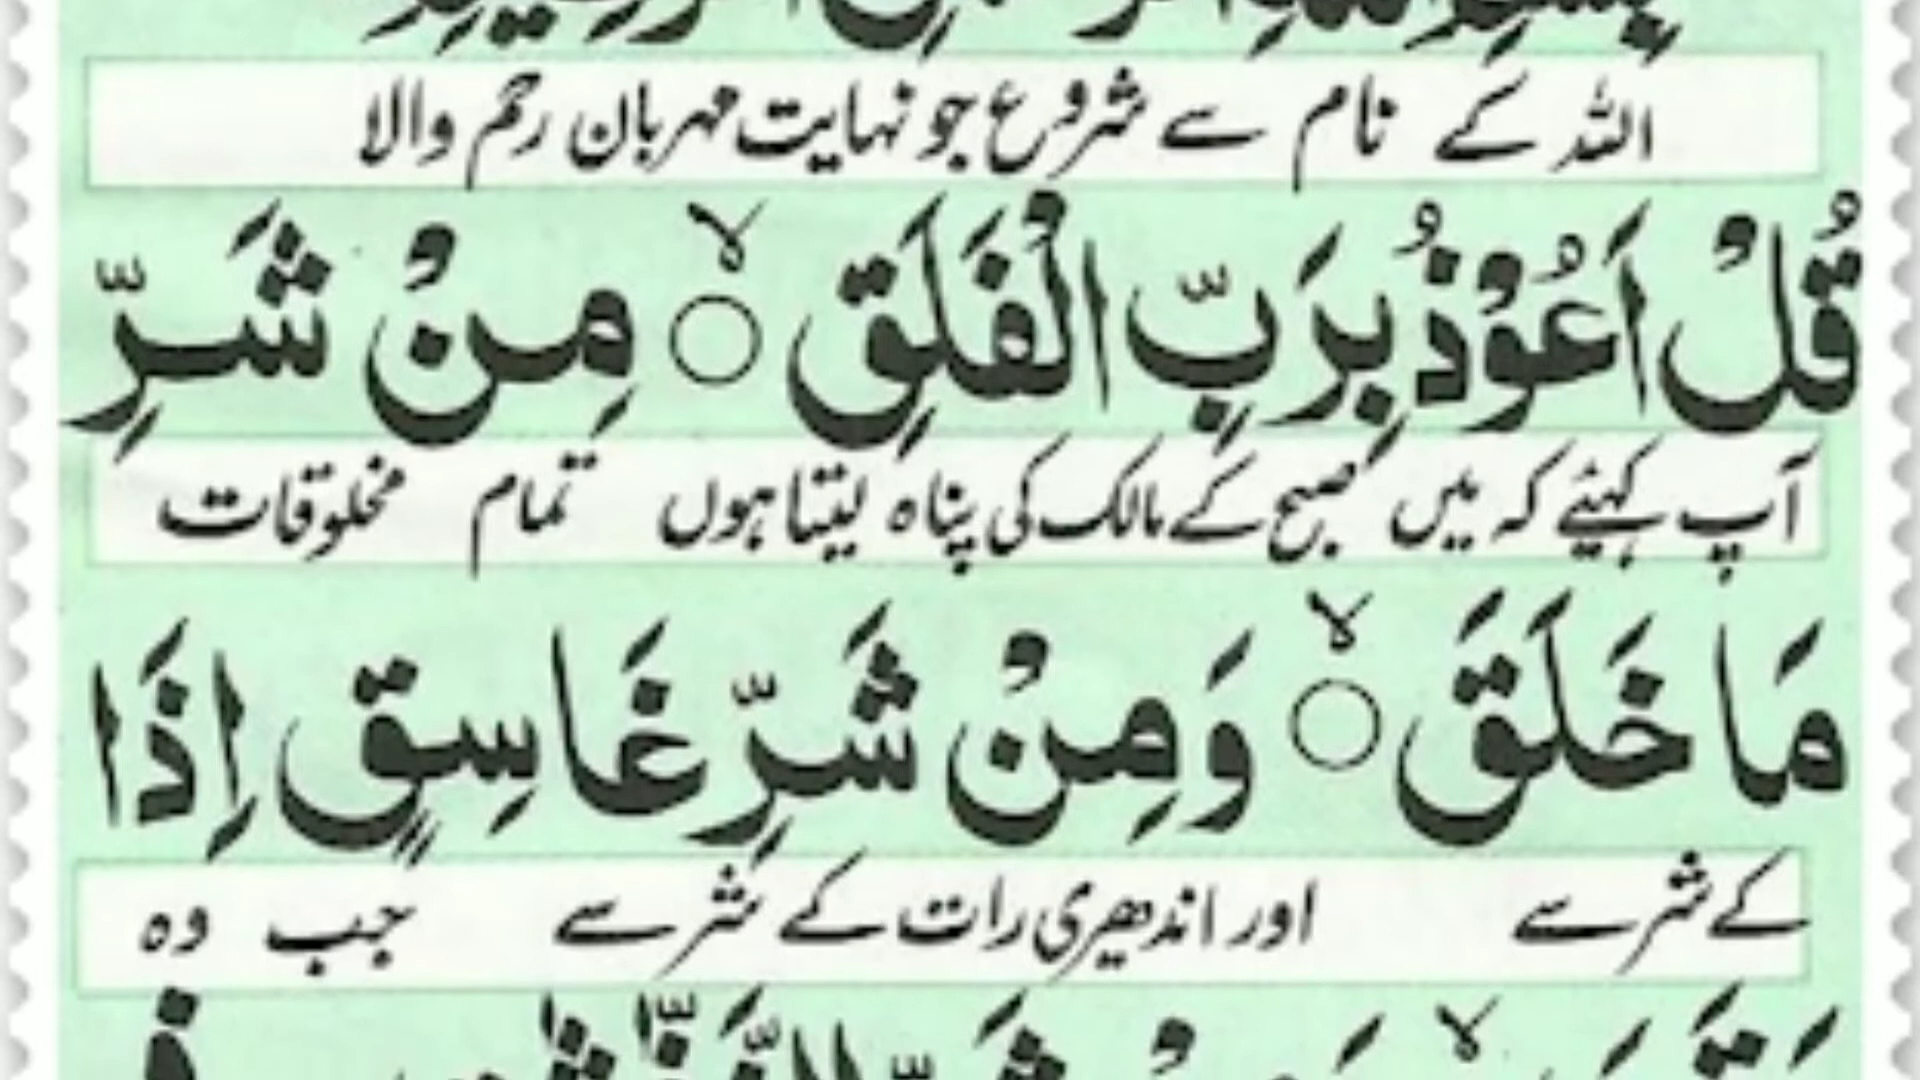 اللہ کے نام سے شروع جو نہایت مہربان رحم والا
قُلْ اَعُوْذُ بِرَبِّ الْفَلَقِ ۙ○ مِنْ شَرِّ
آپ کہئیے کہ میں صبح کے مالک کی پناہ لیتا ہوں تمام مخلوقات
مَا خَلَقَ ۙ○ وَمِنْ شَرِّ غَاسِقٍ اِذَا
کے شر سے اور اندھیری رات کے شر سے جب وہ